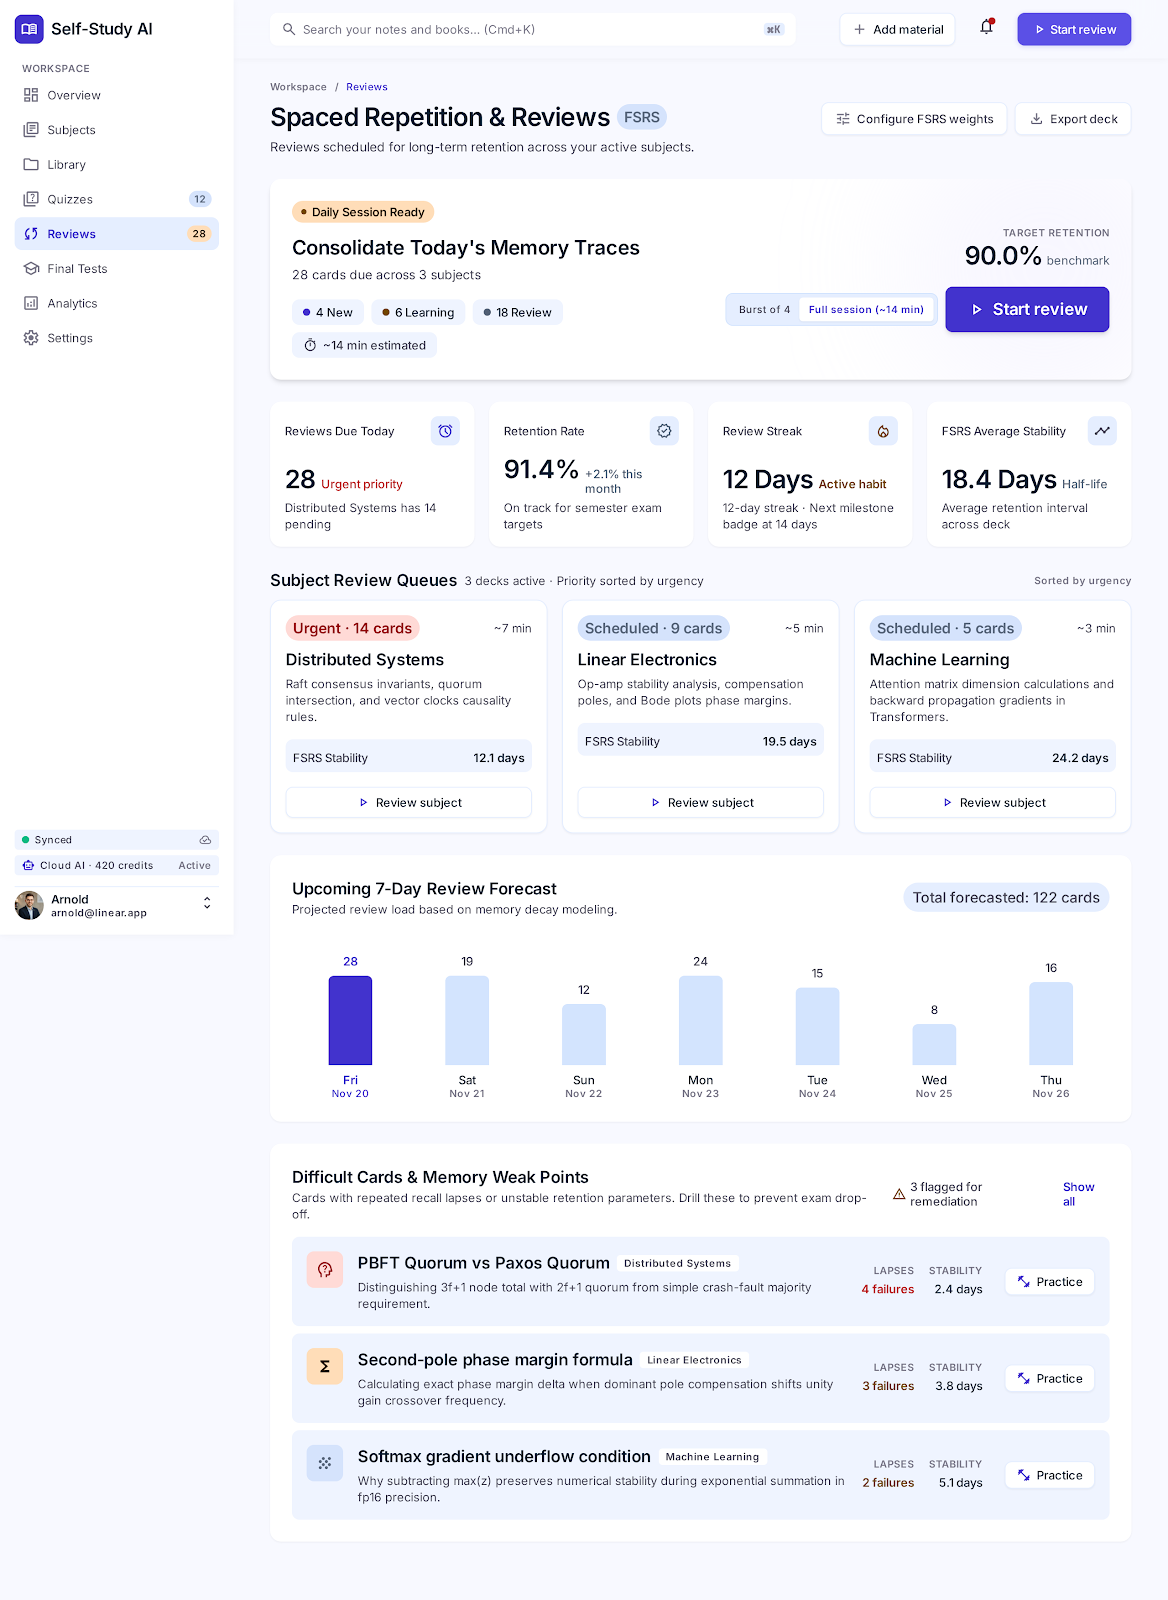 Self-Study AI
WORKSPACE
Overview
Subjects
Library
Quizzes 12
Reviews 28
Final Tests
Analytics
Settings
Synced
Cloud AI · 420 credits Active
Arnold
arnold@linear.app
Search your notes and books... (Cmd+K) ⌘K
Add material
Start review
Workspace / Reviews
Spaced Repetition & Reviews FSRS
Reviews scheduled for long-term retention across your active subjects.
Configure FSRS weights
Export deck
Daily Session Ready
Consolidate Today's Memory Traces
28 cards due across 3 subjects
4 New
6 Learning
18 Review
~14 min estimated
TARGET RETENTION
90.0% benchmark
Burst of 4
Full session (~14 min)
Start review
Reviews Due Today
28 Urgent priority
Distributed Systems has 14
pending
Retention Rate
91.4% +2.1% this
month
On track for semester exam
targets
Review Streak
12 Days Active habit
12-day streak · Next milestone
badge at 14 days
FSRS Average Stability
18.4 Days Half-life
Average retention interval
across deck
Subject Review Queues 3 decks active · Priority sorted by urgency
Sorted by urgency
Urgent · 14 cards ~7 min
Distributed Systems
Raft consensus invariants, quorum
intersection, and vector clocks causality
rules.
FSRS Stability 12.1 days
Review subject
Scheduled · 9 cards ~5 min
Linear Electronics
Op-amp stability analysis, compensation
poles, and Bode plots phase margins.
FSRS Stability 19.5 days
Review subject
Scheduled · 5 cards ~3 min
Machine Learning
Attention matrix dimension calculations and
backward propagation gradients in
Transformers.
FSRS Stability 24.2 days
Review subject
Upcoming 7-Day Review Forecast
Projected review load based on memory decay modeling.
Total forecasted: 122 cards
28
19
12
24
15
8
16
Fri
Nov 20
Sat
Nov 21
Sun
Nov 22
Mon
Nov 23
Tue
Nov 24
Wed
Nov 25
Thu
Nov 26
Difficult Cards & Memory Weak Points
Cards with repeated recall lapses or unstable retention parameters. Drill these to prevent exam drop-
off.
3 flagged for
remediation
Show
all
PBFT Quorum vs Paxos Quorum Distributed Systems
Distinguishing 3f+1 node total with 2f+1 quorum from simple crash-fault majority
requirement.
LAPSES
4 failures
STABILITY
2.4 days
Practice
Second-pole phase margin formula Linear Electronics
Calculating exact phase margin delta when dominant pole compensation shifts unity
gain crossover frequency.
LAPSES
3 failures
STABILITY
3.8 days
Practice
Softmax gradient underflow condition Machine Learning
Why subtracting max(z) preserves numerical stability during exponential summation in
fp16 precision.
LAPSES
2 failures
STABILITY
5.1 days
Practice